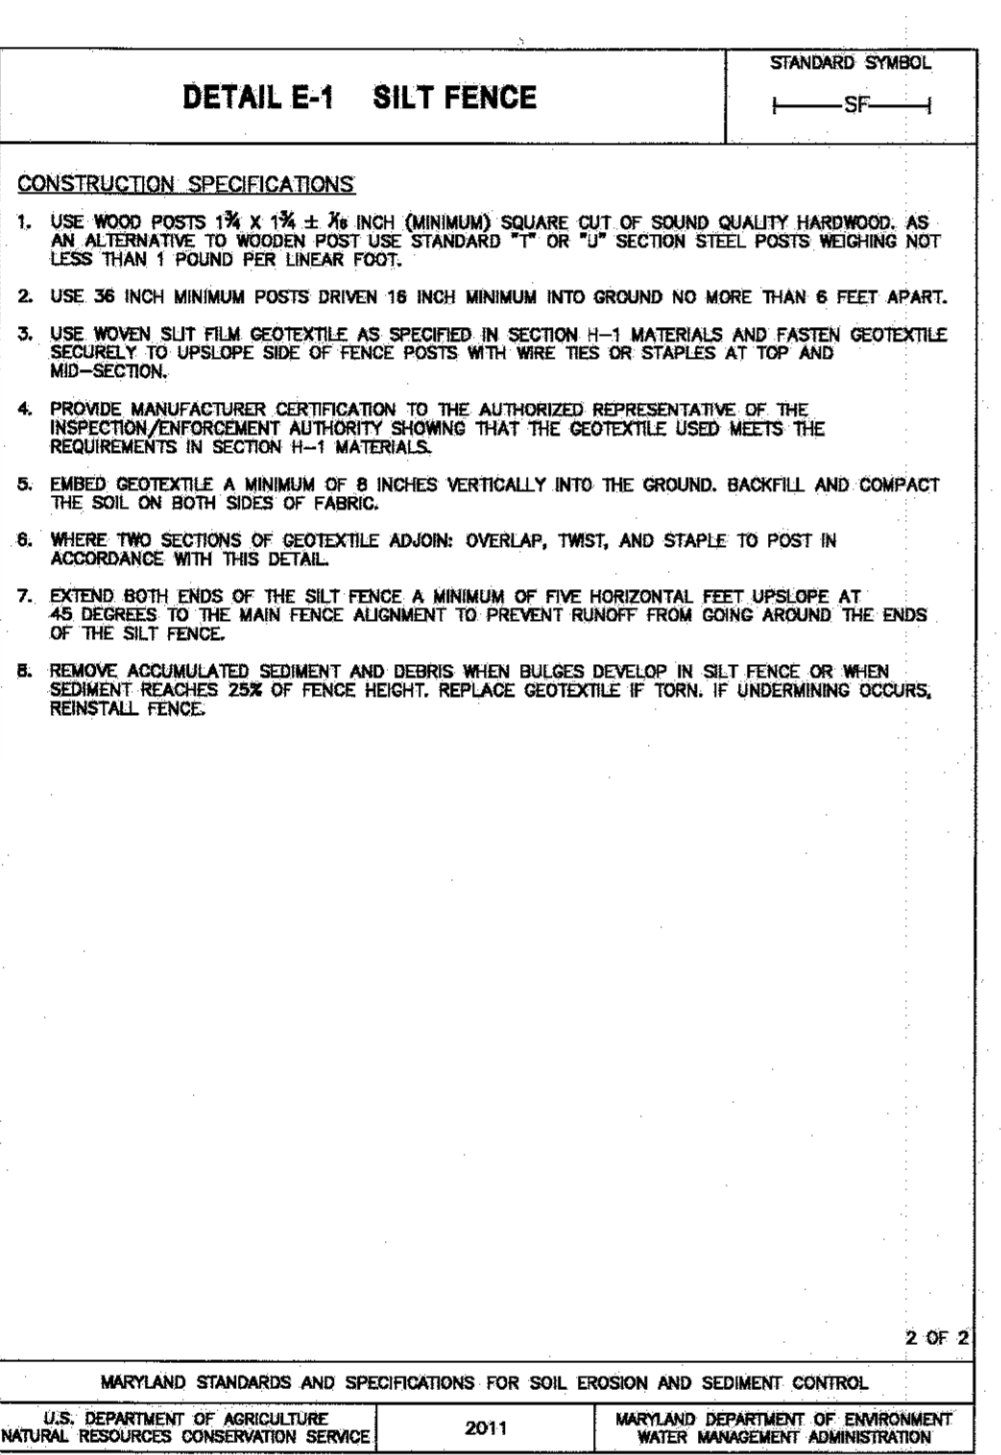 DETAIL E-1 SILT FENCE
STANDARD SYMBOL
SF
CONSTRUCTION SPECIFICATIONS
1. USE WOOD POSTS 1¾ X 1¾ ± 1/16 INCH (MINIMUM) SQUARE CUT OF SOUND QUALITY HARDWOOD. AS
AN ALTERNATIVE TO WOODEN POST USE STANDARD "T" OR "U" SECTION STEEL POSTS WEIGHING NOT
LESS THAN 1 POUND PER LINEAR FOOT.
2. USE 36 INCH MINIMUM POSTS DRIVEN 16 INCH MINIMUM INTO GROUND NO MORE THAN 6 FEET APART.
3. USE WOVEN SLIT FILM GEOTEXTILE AS SPECIFIED IN SECTION H-1 MATERIALS AND FASTEN GEOTEXTILE
SECURELY TO UPSLOPE SIDE OF FENCE POSTS WITH WIRE TIES OR STAPLES AT TOP AND
MID-SECTION.
4. PROVIDE MANUFACTURER CERTIFICATION TO THE AUTHORIZED REPRESENTATIVE OF THE
INSPECTION/ENFORCEMENT AUTHORITY SHOWING THAT THE GEOTEXTILE USED MEETS THE
REQUIREMENTS IN SECTION H-1 MATERIALS.
5. EMBED GEOTEXTILE A MINIMUM OF 8 INCHES VERTICALLY INTO THE GROUND. BACKFILL AND COMPACT
THE SOIL ON BOTH SIDES OF FABRIC.
6. WHERE TWO SECTIONS OF GEOTEXTILE ADJOIN: OVERLAP, TWIST, AND STAPLE TO POST IN
ACCORDANCE WITH THIS DETAIL.
7. EXTEND BOTH ENDS OF THE SILT FENCE A MINIMUM OF FIVE HORIZONTAL FEET UPSLOPE AT
45 DEGREES TO THE MAIN FENCE ALIGNMENT TO PREVENT RUNOFF FROM GOING AROUND THE ENDS
OF THE SILT FENCE.
8. REMOVE ACCUMULATED SEDIMENT AND DEBRIS WHEN BULGES DEVELOP IN SILT FENCE OR WHEN
SEDIMENT REACHES 25% OF FENCE HEIGHT. REPLACE GEOTEXTILE IF TORN. IF UNDERMINING OCCURS,
REINSTALL FENCE.
2 OF 2
MARYLAND STANDARDS AND SPECIFICATIONS FOR SOIL EROSION AND SEDIMENT CONTROL
U.S. DEPARTMENT OF AGRICULTURE
NATURAL RESOURCES CONSERVATION SERVICE
2011
MARYLAND DEPARTMENT OF ENVIRONMENT
WATER MANAGEMENT ADMINISTRATION